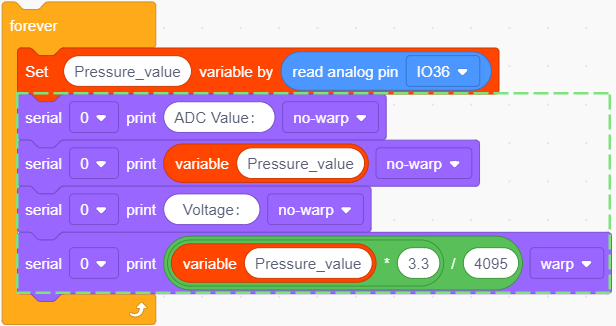 forever
Set Pressure_value variable by read analog pin IO36
serial 0 print ADC Value： no-warp
serial 0 print variable Pressure_value no-warp
serial 0 print Voltage： no-warp
serial 0 print variable Pressure_value * 3.3 / 4095 warp